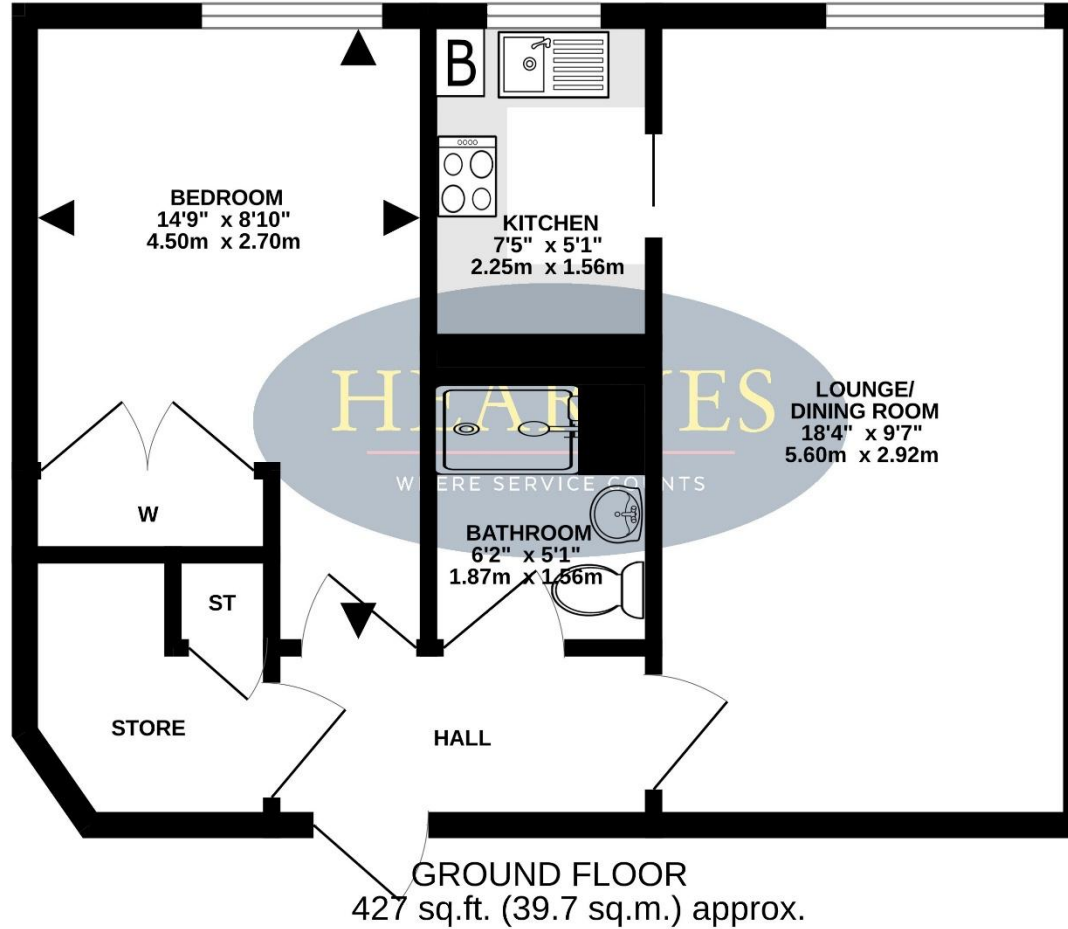 B
BEDROOM
14'9" x 8'10"
4.50m x 2.70m
KITCHEN
7'5" x 5'1"
2.25m x 1.56m
LOUNGE/
DINING ROOM
18'4" x 9'7"
5.60m x 2.92m
HEARNES
WHERE SERVICE COUNTS
BATHROOM
6'2" x 5'1"
1.87m x 1.56m
W
ST
STORE
HALL
GROUND FLOOR
427 sq.ft. (39.7 sq.m.) approx.